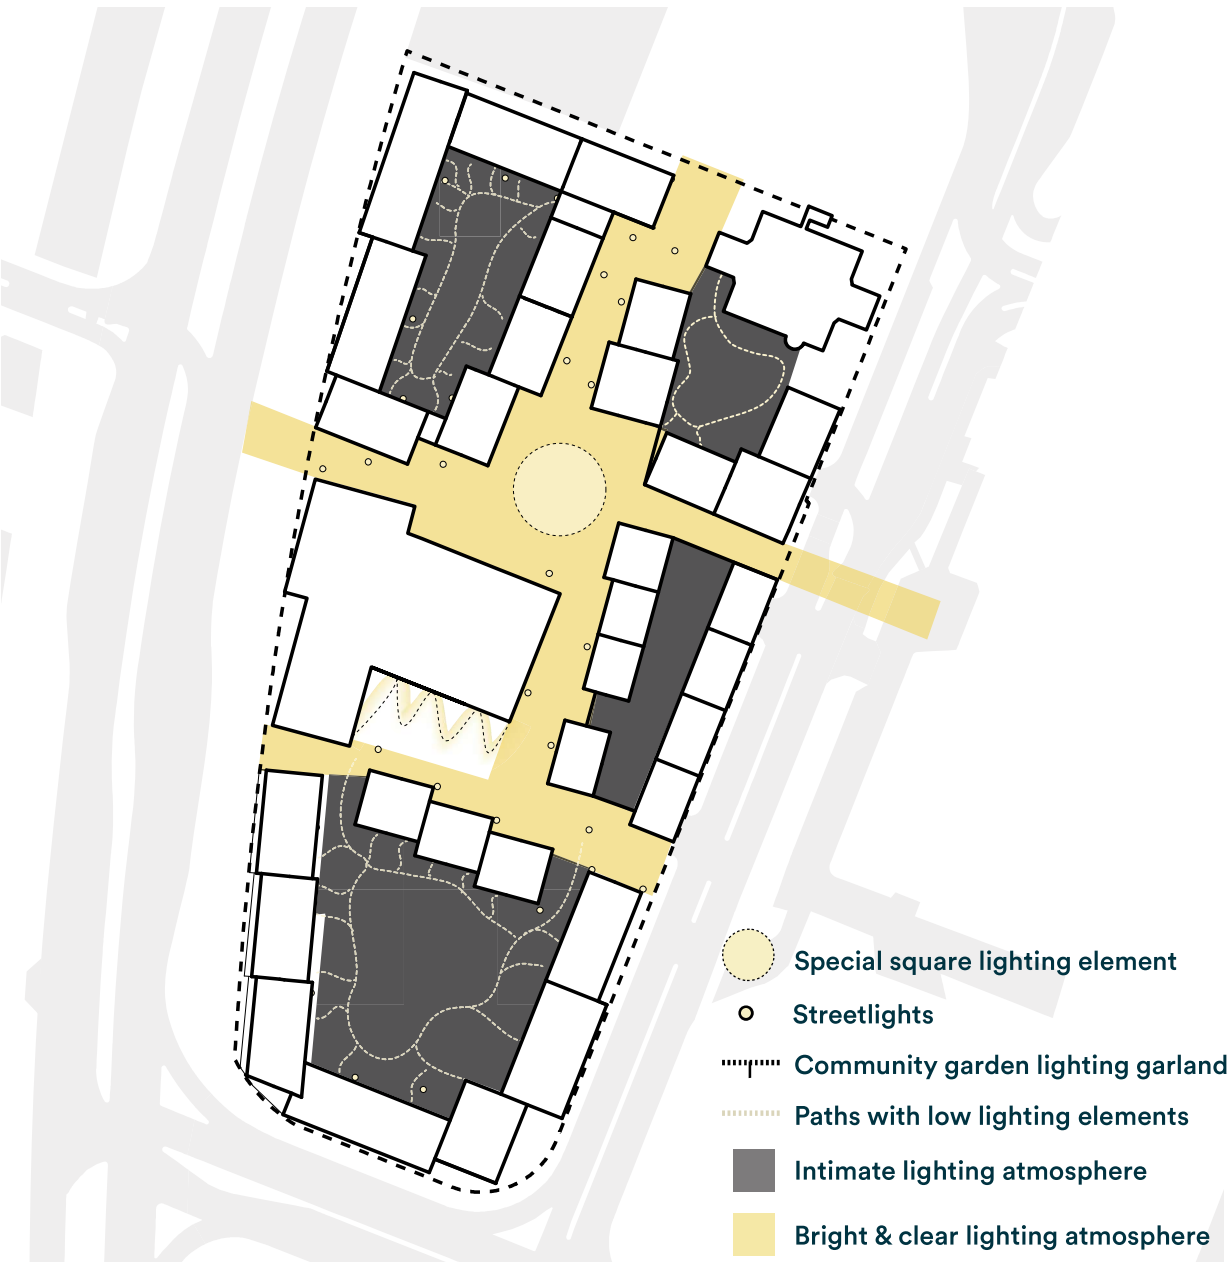 Special square lighting element
Streetlights
Community garden lighting garland
Paths with low lighting elements
Intimate lighting atmosphere
Bright & clear lighting atmosphere